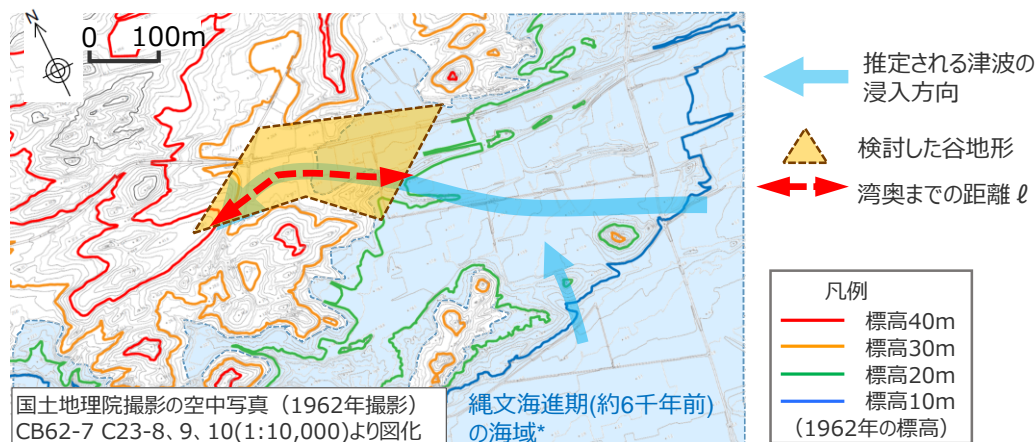 N
0 100m
推定される津波の
浸入方向
検討した谷地形
湾奥までの距離ℓ
凡例
標高40m
標高30m
標高20m
標高10m
(1962年の標高)
国土地理院撮影の空中写真（1962年撮影）
CB62-7 C23-8、9、10(1:10,000)より図化
縄文海進期(約6千年前)
の海域*